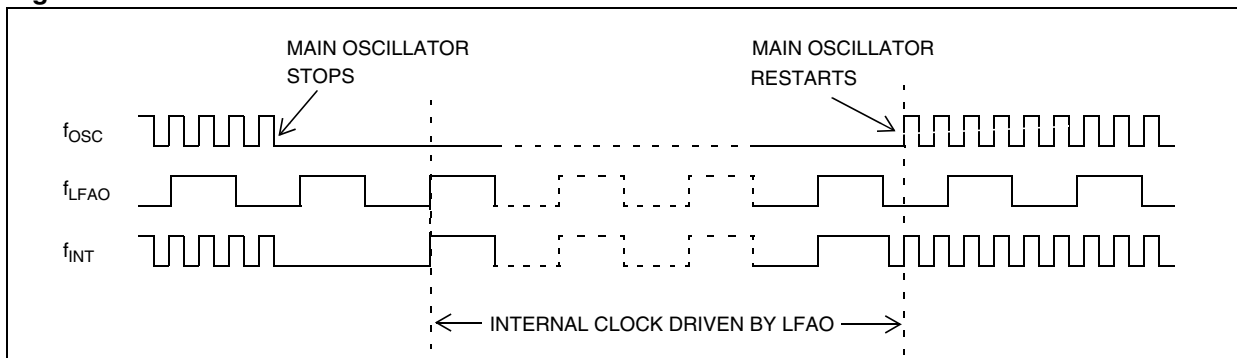 MAIN OSCILLATOR
STOPS
MAIN OSCILLATOR
RESTARTS
fOSC
fLFAO
fINT
INTERNAL CLOCK DRIVEN BY LFAO